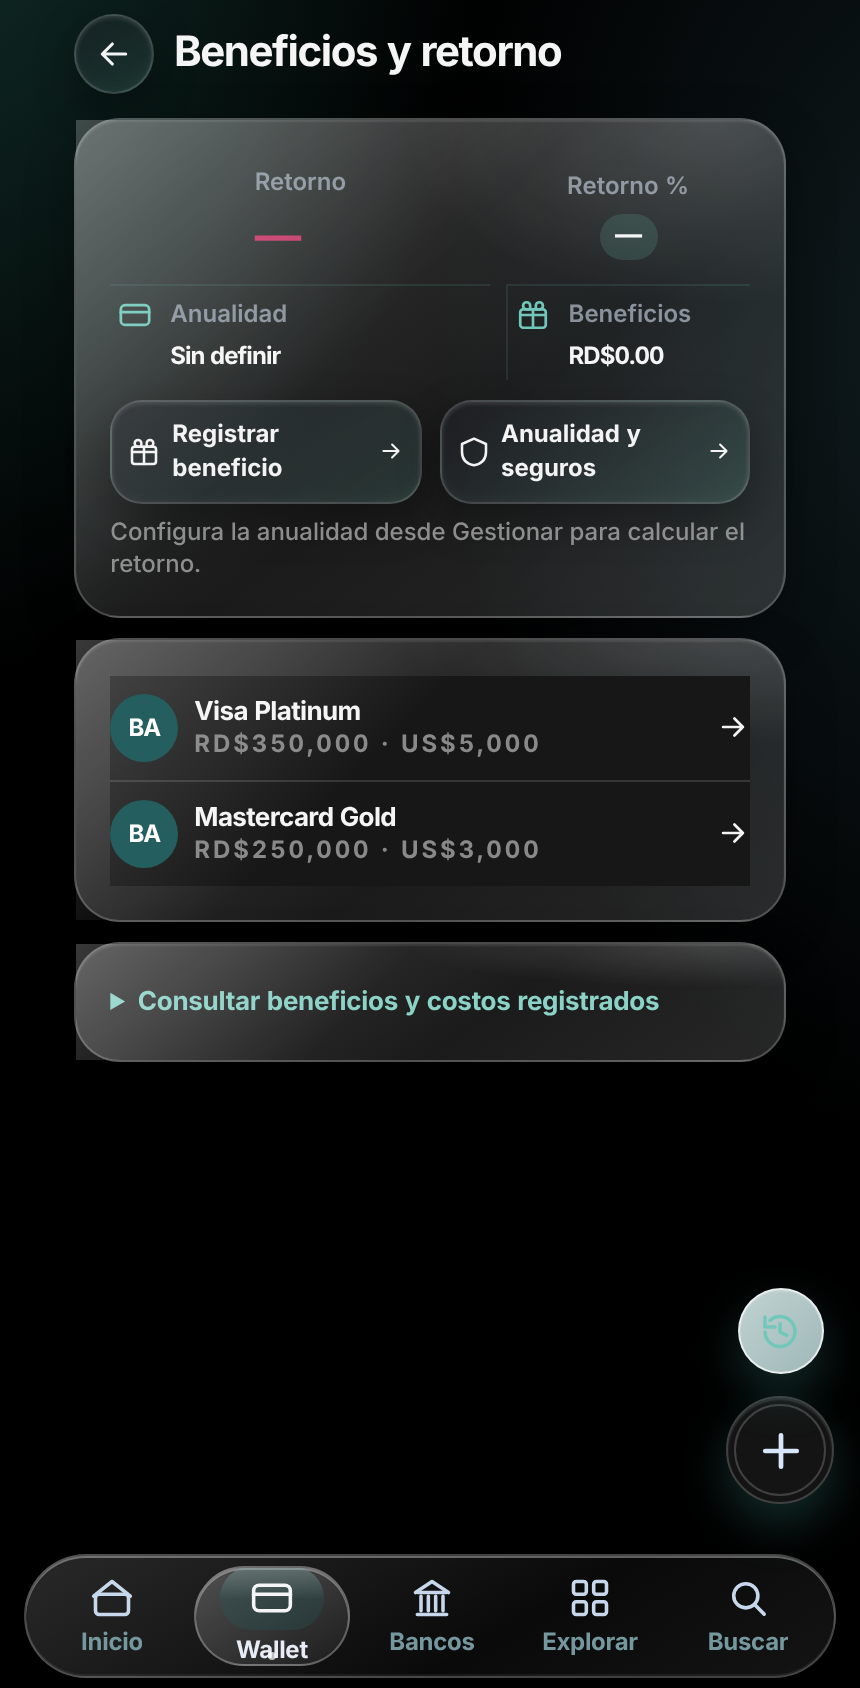 Beneficios y retorno
Retorno
Retorno %
—
—
Anualidad
Sin definir
Beneficios
RD$0.00
Registrar
beneficio
Anualidad y
seguros
Configura la anualidad desde Gestionar para calcular el
retorno.
BA
Visa Platinum
RD$350,000 · US$5,000
BA
Mastercard Gold
RD$250,000 · US$3,000
Consultar beneficios y costos registrados
Inicio
Wallet
Bancos
Explorar
Buscar